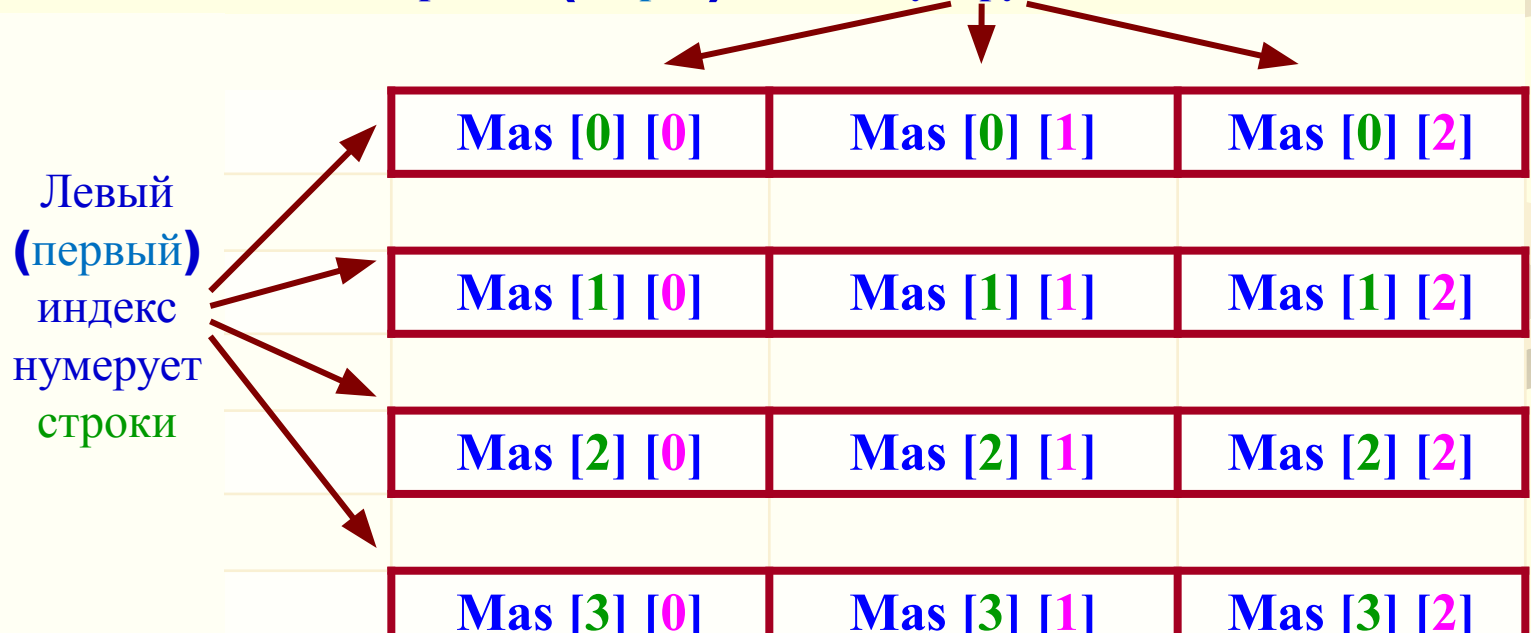 Mas [0] [0] Mas [0] [1] Mas [0] [2]
Левый
(первый)
индекс
нумерует
строки
Mas [1] [0] Mas [1] [1] Mas [1] [2]
Mas [2] [0] Mas [2] [1] Mas [2] [2]
Mas [3] [0] Mas [3] [1] Mas [3] [2]